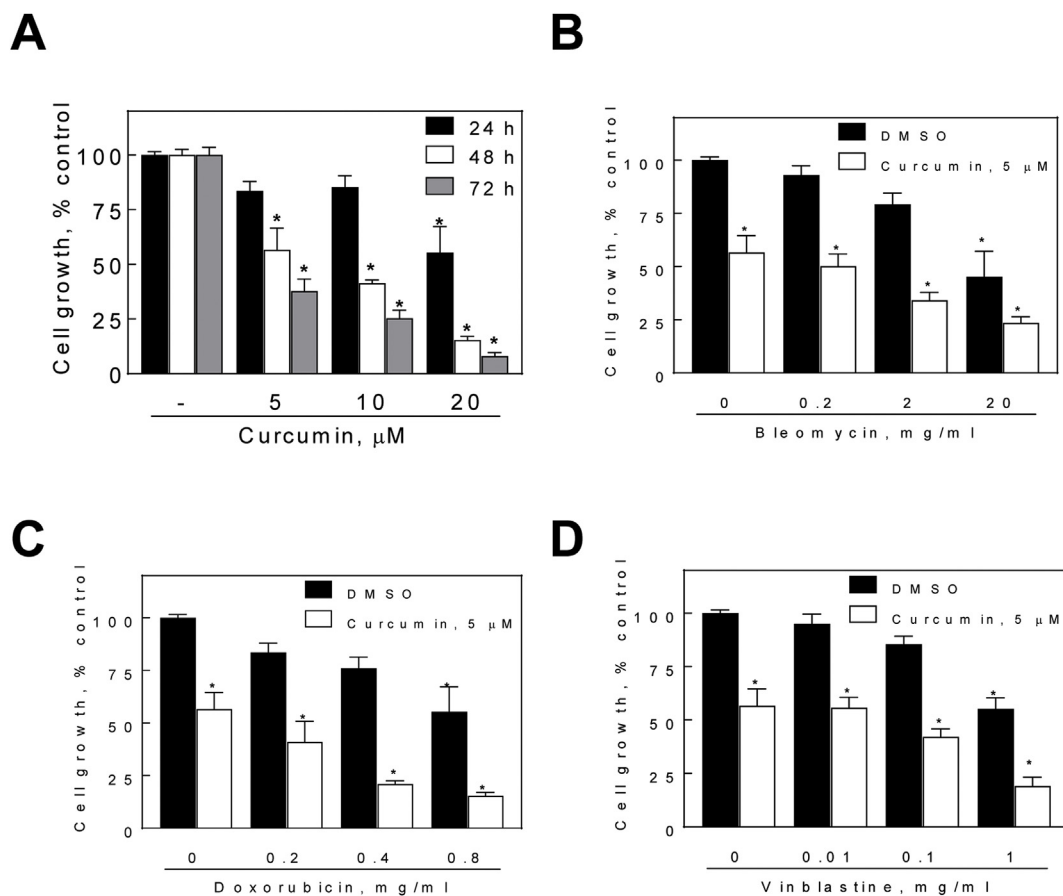 A
Cell growth, % control
100
75
50
25
0
24 h
48 h
72 h
* * * * * * *
- 5 10 20
Curcumin, μM
B
Cell growth, % control
100
75
50
25
0
DMSO
Curcumin, 5 μM
* * * * *
0 0.2 2 20
Bleomycin, mg/ml
C
Cell growth, % control
100
75
50
25
0
DMSO
Curcumin, 5 μM
* * * * *
0 0.2 0.4 0.8
Doxorubicin, mg/ml
D
Cell growth, % control
100
75
50
25
0
DMSO
Curcumin, 5 μM
* * * * *
0 0.01 0.1 1
Vinblastine, mg/ml